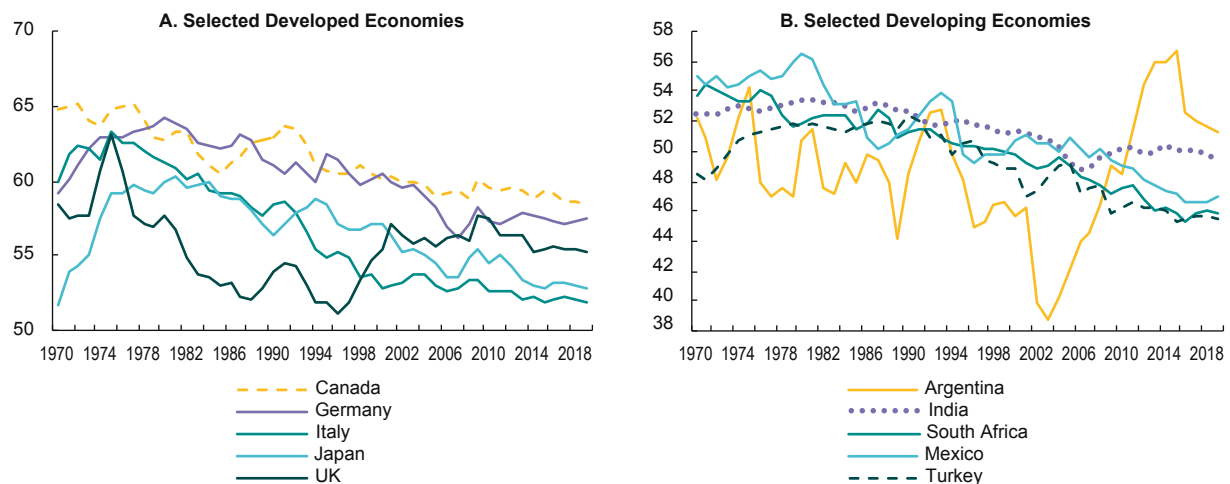 A. Selected Developed Economies
70
65
60
55
50
1970 1974 1978 1982 1986 1990 1994 1998 2002 2006 2010 2014 2018
Canada
Germany
Italy
Japan
UK
B. Selected Developing Economies
58
56
54
52
50
48
46
44
42
40
38
1970 1974 1978 1982 1986 1990 1994 1998 2002 2006 2010 2014 2018
Argentina
India
South Africa
Mexico
Turkey